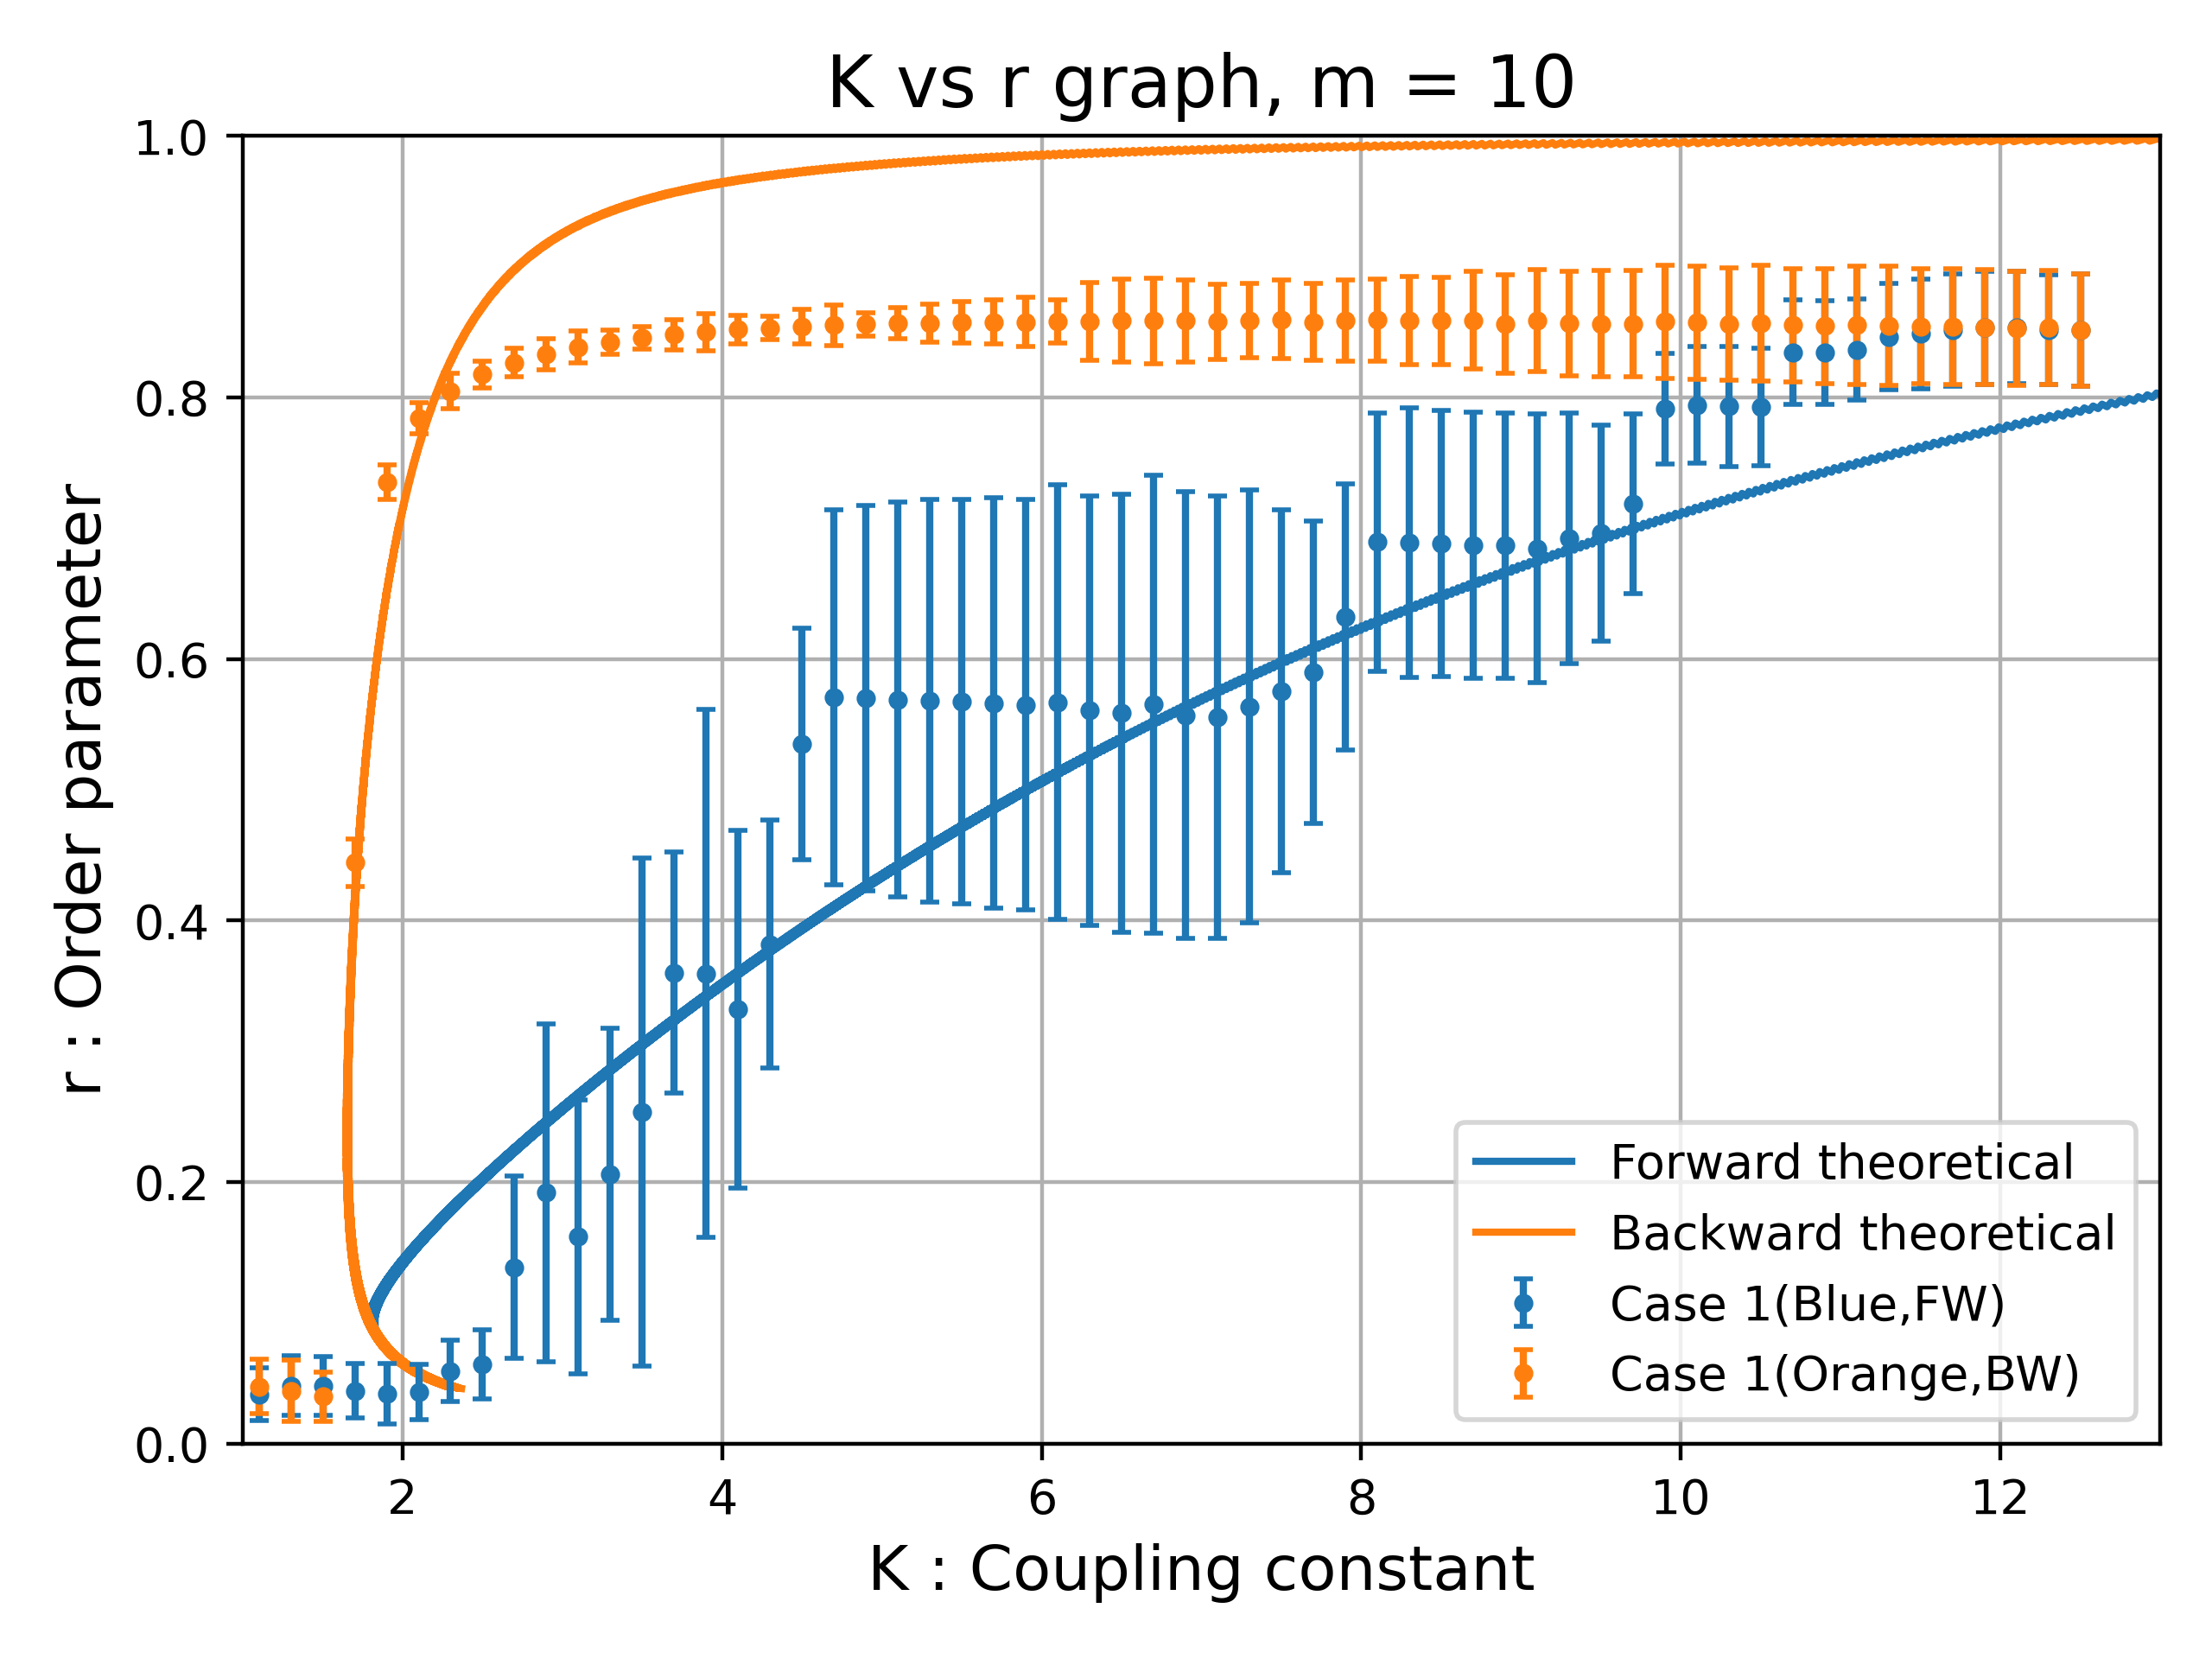 K vs r graph, m = 10
1.0
0.8
0.6
0.4
0.2
0.0
r : Order parameter
2 4 6 8 10 12
K : Coupling constant
Forward theoretical
Backward theoretical
Case 1(Blue,FW)
Case 1(Orange,BW)